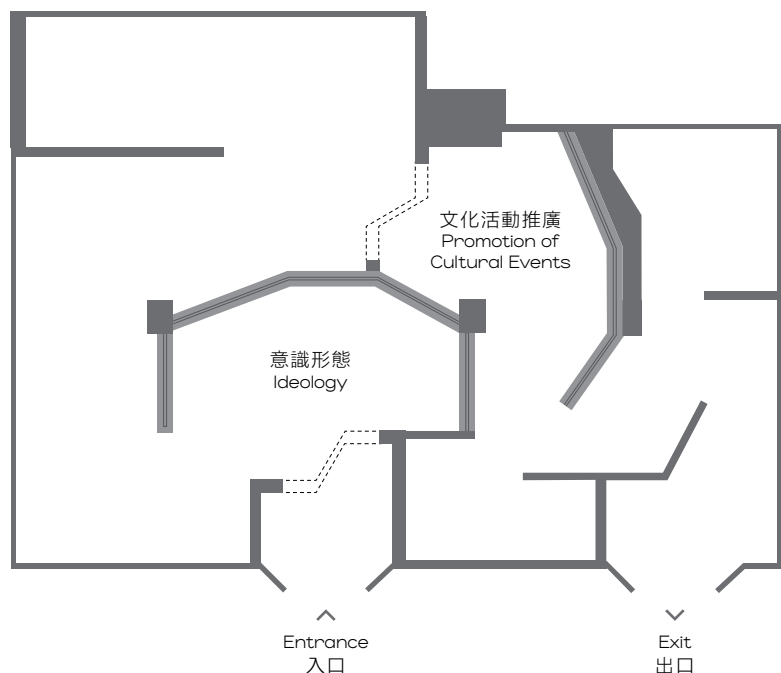 文化活動推廣
Promotion of
Cultural Events
意識形態
Ideology
Entrance
入口
Exit
出口